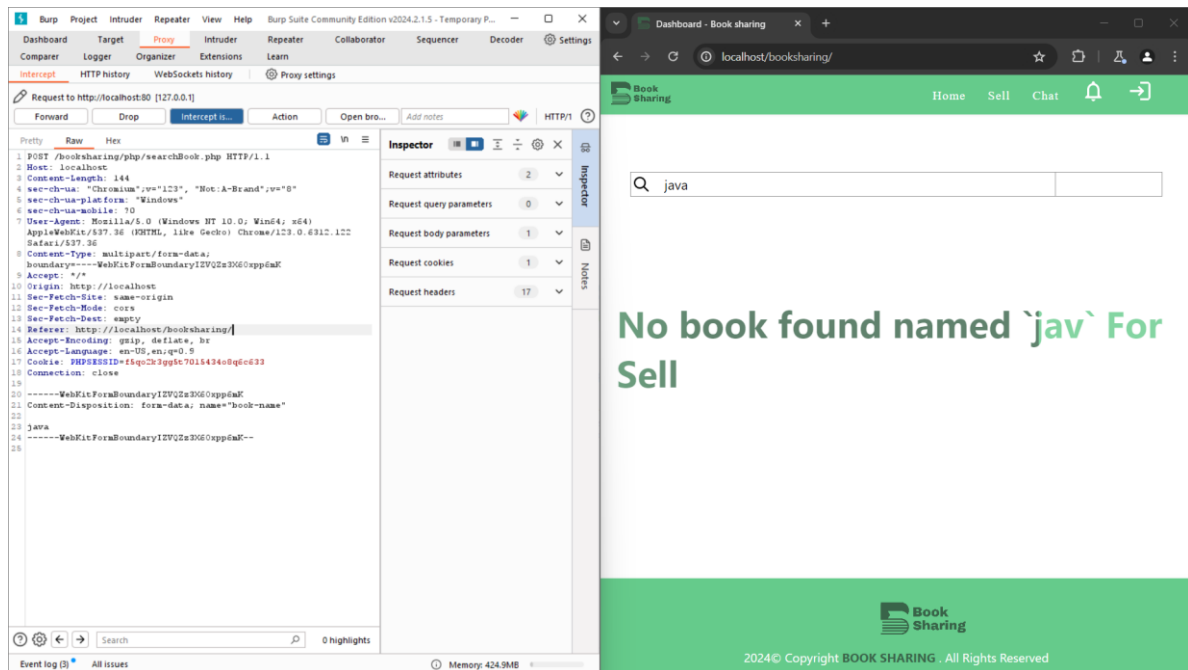 Burp Project Intruder Repeater View Help Burp Suite Community Edition v2024.2.1.5 - Temporary P...
Dashboard Target Proxy Intruder Repeater Collaborator Sequencer Decoder Settings
Comparer Logger Organizer Extensions Learn
Intercept HTTP history WebSockets history Proxy settings
Request to http://localhost:80 [127.0.0.1]
Forward Drop Intercept is... Action Open bro... Add notes HTTP/1
Pretty Raw Hex \n
1 POST /booksharing/php/searchBook.php HTTP/1.1
2 Host: localhost
3 Content-Length: 144
4 sec-ch-ua: "Chromium";v="123", "Not:A-Brand";v="8"
5 sec-ch-ua-platform: "Windows"
6 sec-ch-ua-mobile: ?0
7 User-Agent: Mozilla/5.0 (Windows NT 10.0; Win64; x64)
AppleWebKit/537.36 (KHTML, like Gecko) Chrome/123.0.6312.122
Safari/537.36
8 Content-Type: multipart/form-data;
boundary=----WebKitFormBoundaryIZVQZs3X60xpp6mK
9 Accept: */*
10 Origin: http://localhost
11 Sec-Fetch-Site: same-origin
12 Sec-Fetch-Mode: cors
13 Sec-Fetch-Dest: empty
14 Referer: http://localhost/booksharing/
15 Accept-Encoding: gzip, deflate, br
16 Accept-Language: en-US,en;q=0.9
17 Cookie: PHPSESSID=
18 Connection: close
19
20 ------WebKitFormBoundaryIZVQZs3X60xpp6mK
21 Content-Disposition: form-data; name="book-name"
22
23 java
24 ------WebKitFormBoundaryIZVQZs3X60xpp6mK--
25
Inspector
Request attributes 2
Request query parameters 0
Request body parameters 1
Request cookies 1
Request headers 17
Inspector
Notes
Search 0 highlights
Event log (3) All issues Memory: 424.9MB
Dashboard - Book sharing
localhost/booksharing/
Book
Sharing
Home Sell Chat
java
No book found named `jav` For
Sell
Book
Sharing
2024© Copyright BOOK SHARING . All Rights Reserved